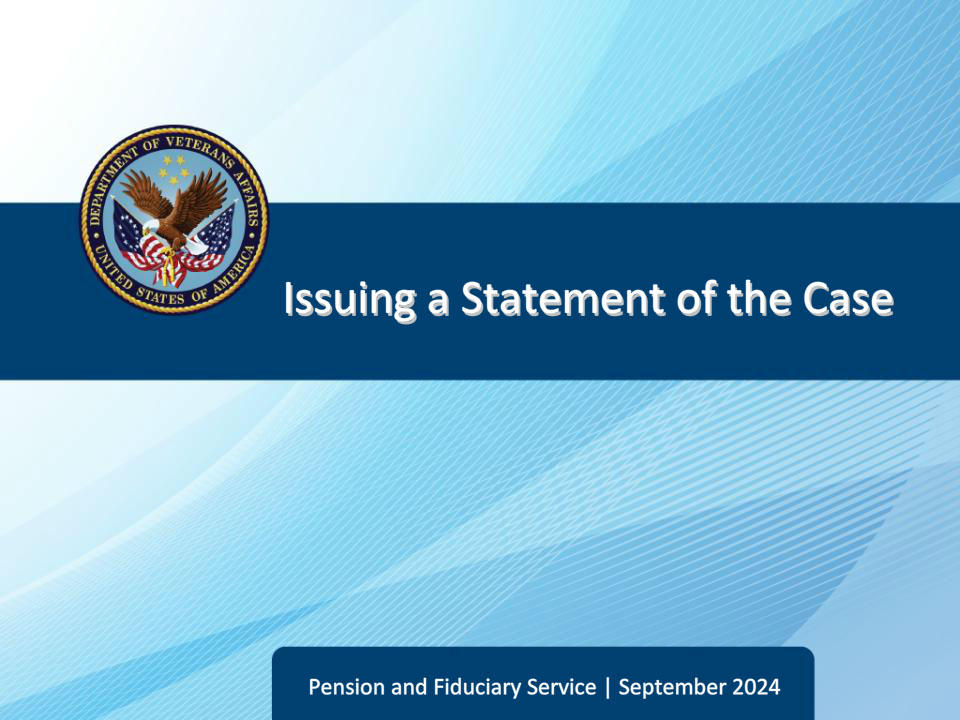 DEPARTMENT OF VETERANS AFFAIRS
UNITED STATES OF AMERICA
Issuing a Statement of the Case
Pension and Fiduciary Service | September 2024